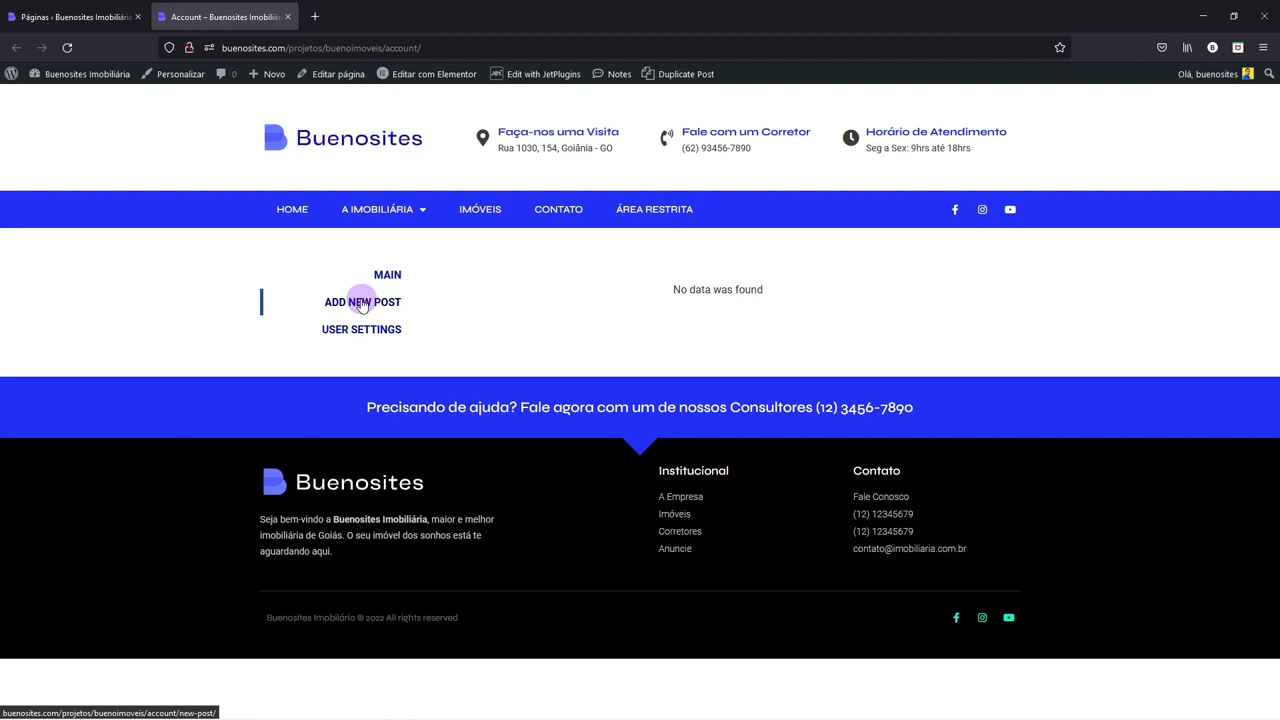 Páginas ‹ Buenosites Imobiliária
Account – Buenosites Imobiliári
buenosites.com/projetos/buenoimoveis/account/
Buenosites Imobiliária
Personalizar
0
Novo
Editar página
Editar com Elementor
Edit with JetPlugins
Notes
Duplicate Post
Olá, buenosites
Buenosites
Faça-nos uma Visita
Rua 1030, 154, Goiânia - GO
Fale com um Corretor
(62) 93456-7890
Horário de Atendimento
Seg a Sex: 9hrs até 18hrs
HOME
A IMOBILIÁRIA
IMÓVEIS
CONTATO
ÁREA RESTRITA
MAIN
ADD NEW POST
USER SETTINGS
No data was found
Precisando de ajuda? Fale agora com um de nossos Consultores (12) 3456-7890
Buenosites
Seja bem-vindo a Buenosites Imobiliária, maior e melhor
imobiliária de Goiás. O seu imóvel dos sonhos está te
aguardando aqui.
Institucional
A Empresa
Imóveis
Corretores
Anuncie
Contato
Fale Conosco
(12) 12345679
(12) 12345679
contato@imobiliaria.com.br
Buenosites Imobilária © 2022 All rights reserved
buenosites.com/projetos/buenoimoveis/account/new-post/